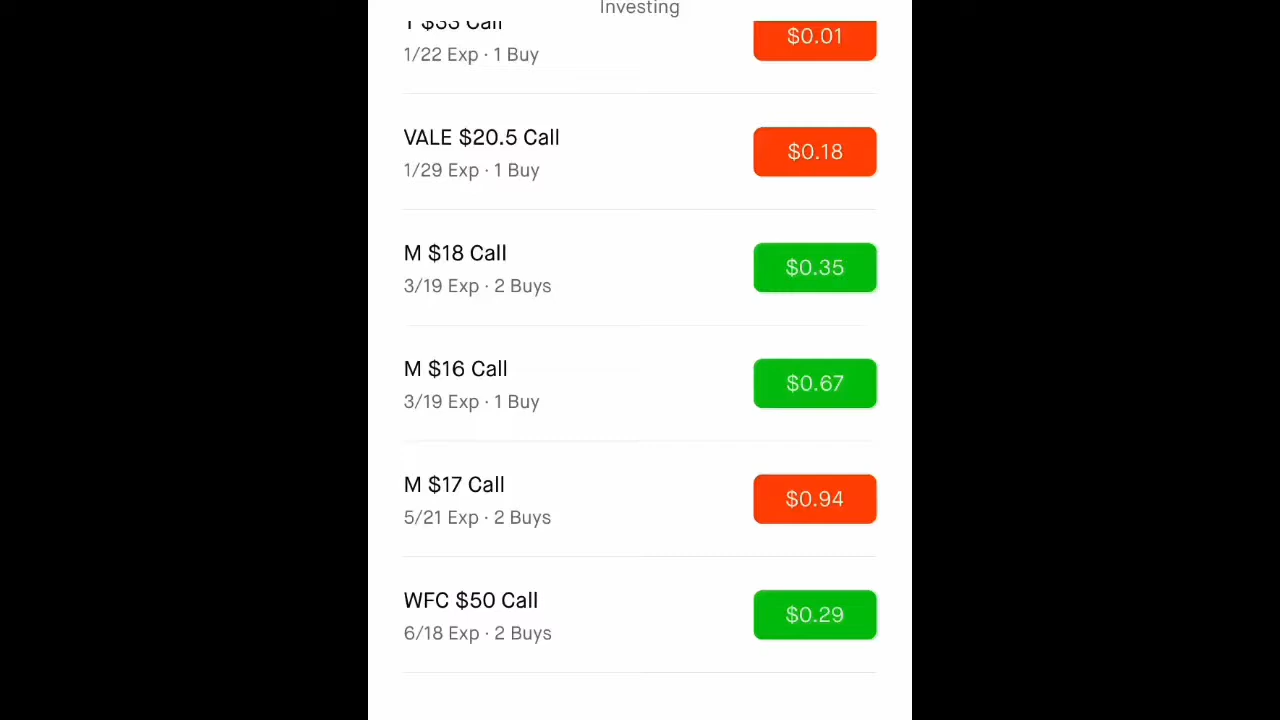 Investing
$33 Call
$0.01
1/22 Exp · 1 Buy
VALE $20.5 Call
$0.18
1/29 Exp · 1 Buy
M $18 Call
$0.35
3/19 Exp · 2 Buys
M $16 Call
$0.67
3/19 Exp · 1 Buy
M $17 Call
$0.94
5/21 Exp · 2 Buys
WFC $50 Call
$0.29
6/18 Exp · 2 Buys